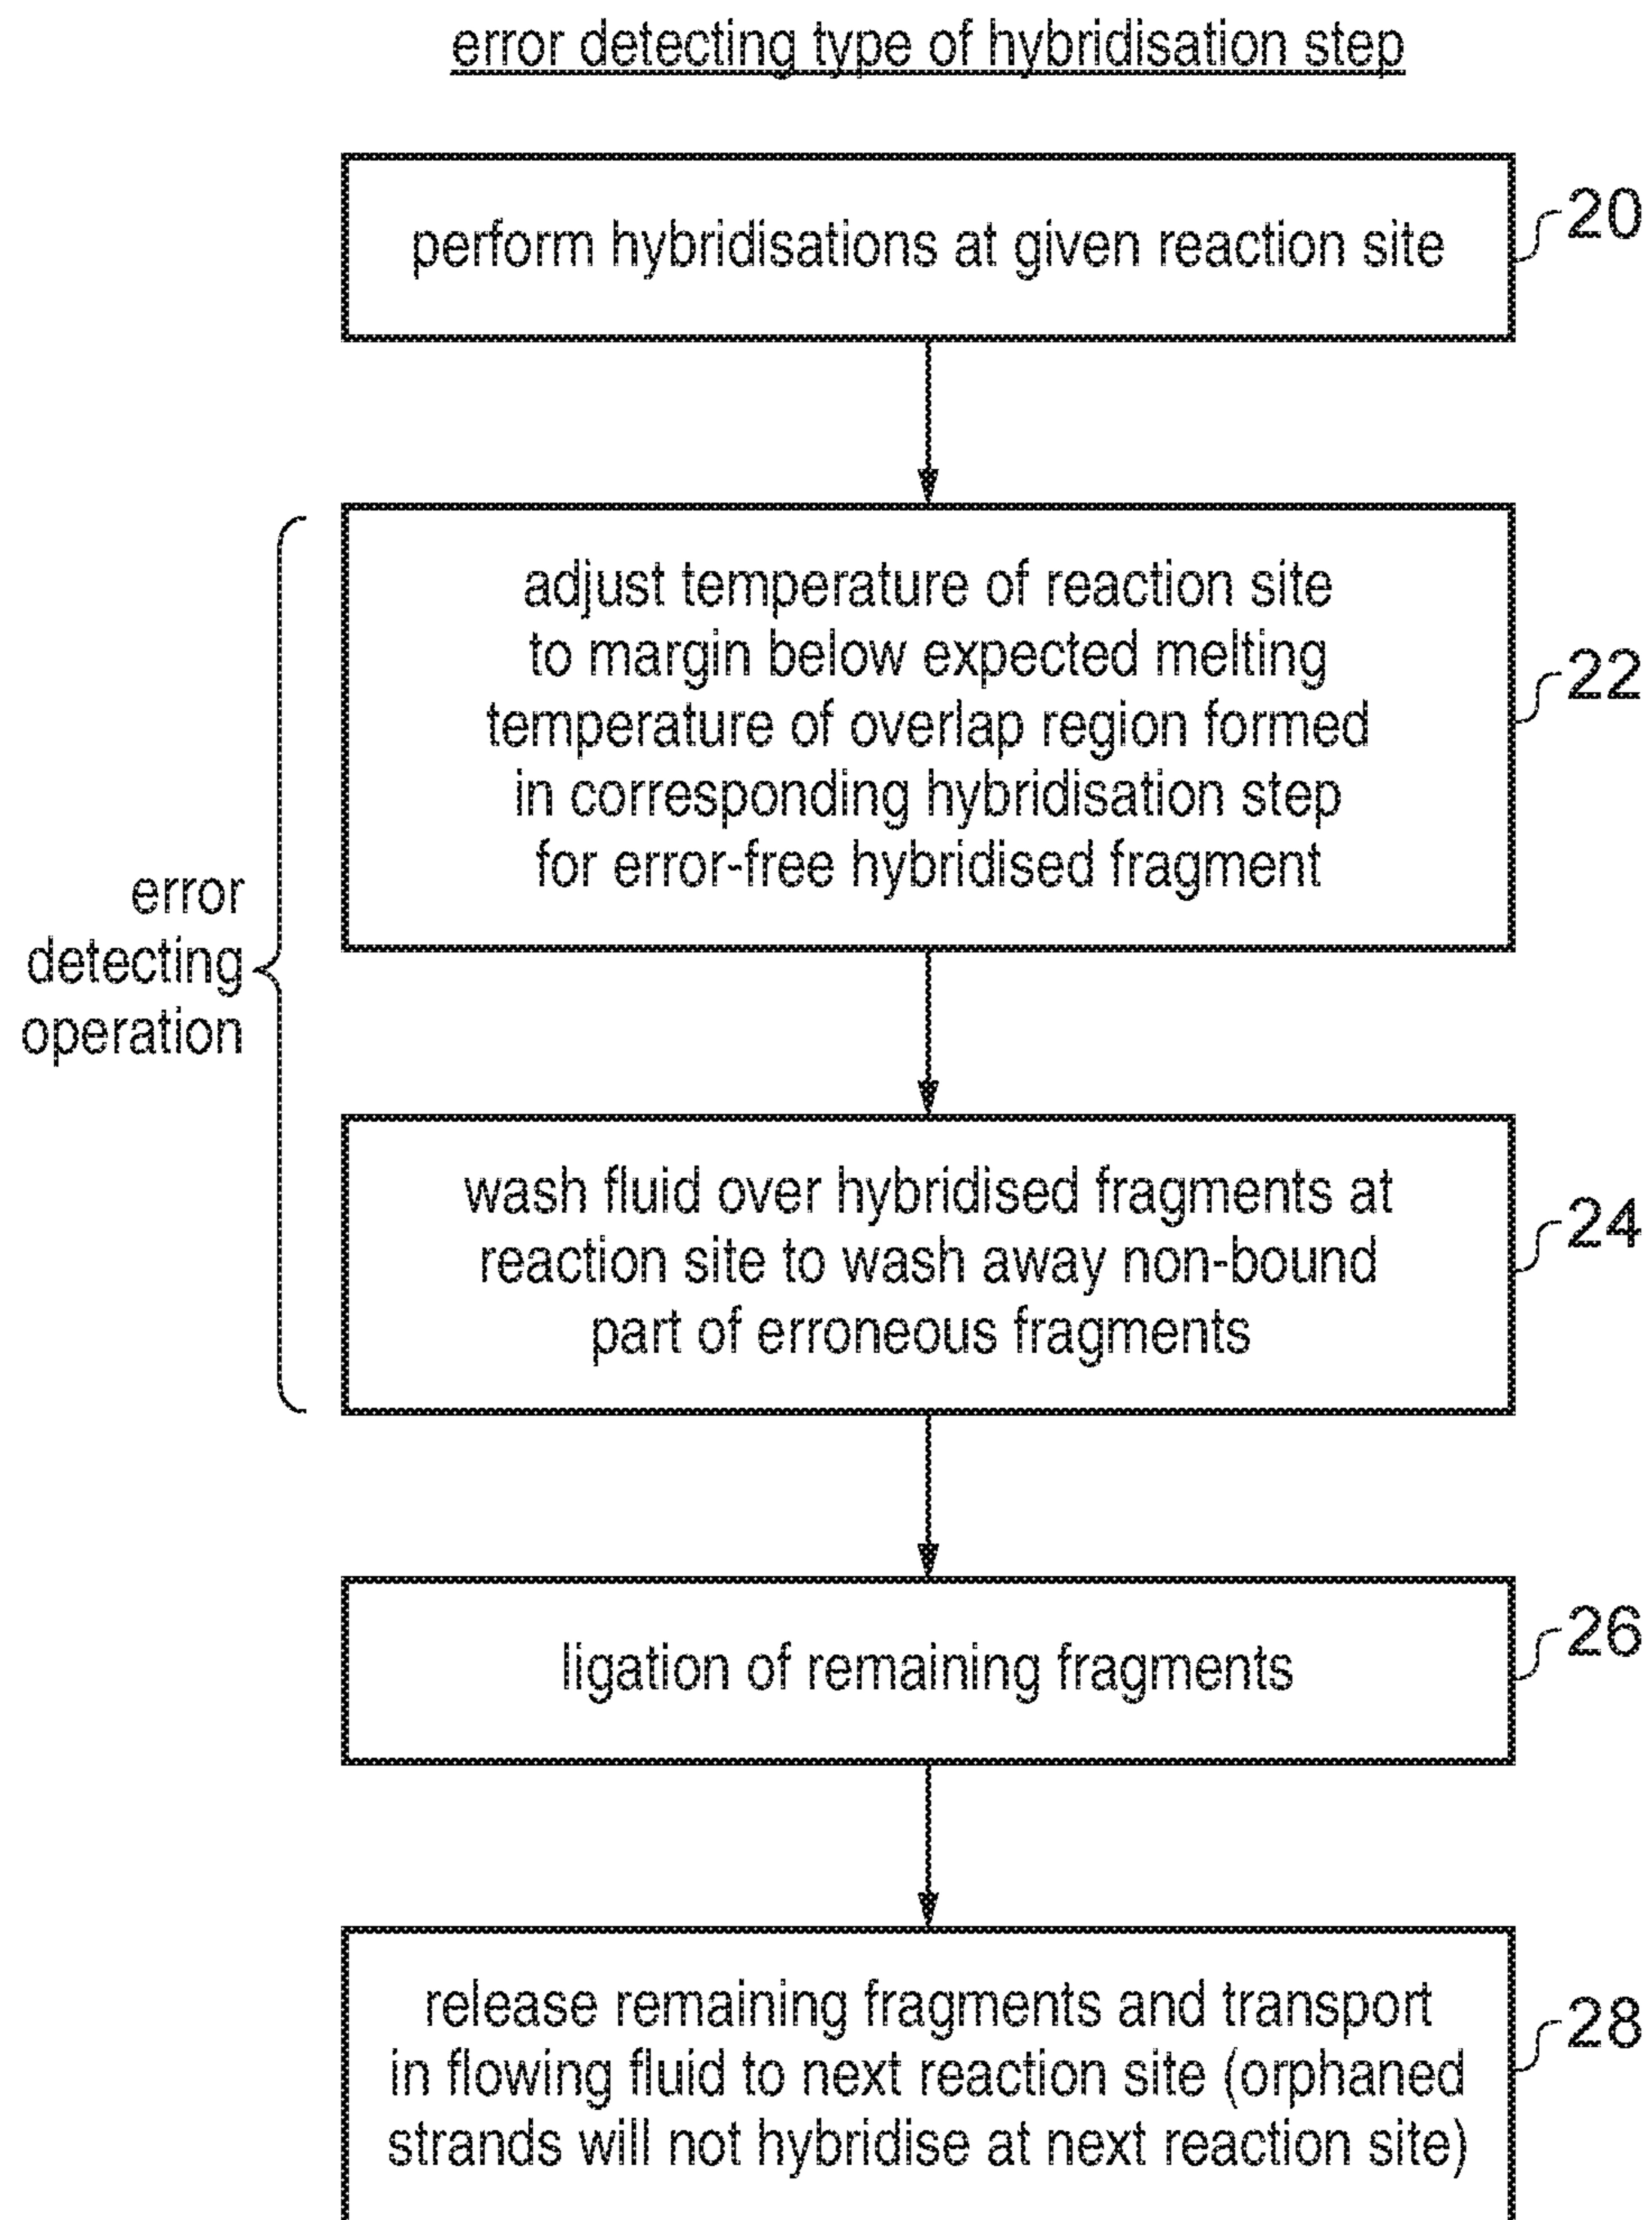 error detecting type of hybridisation step
perform hybridisations at given reaction site
20
adjust temperature of reaction site
to margin below expected melting
temperature of overlap region formed
in corresponding hybridisation step
for error-free hybridised fragment
22
error
detecting
operation
wash fluid over hybridised fragments at
reaction site to wash away non-bound
part of erroneous fragments
24
ligation of remaining fragments
26
release remaining fragments and transport
in flowing fluid to next reaction site (orphaned
strands will not hybridise at next reaction site)
28